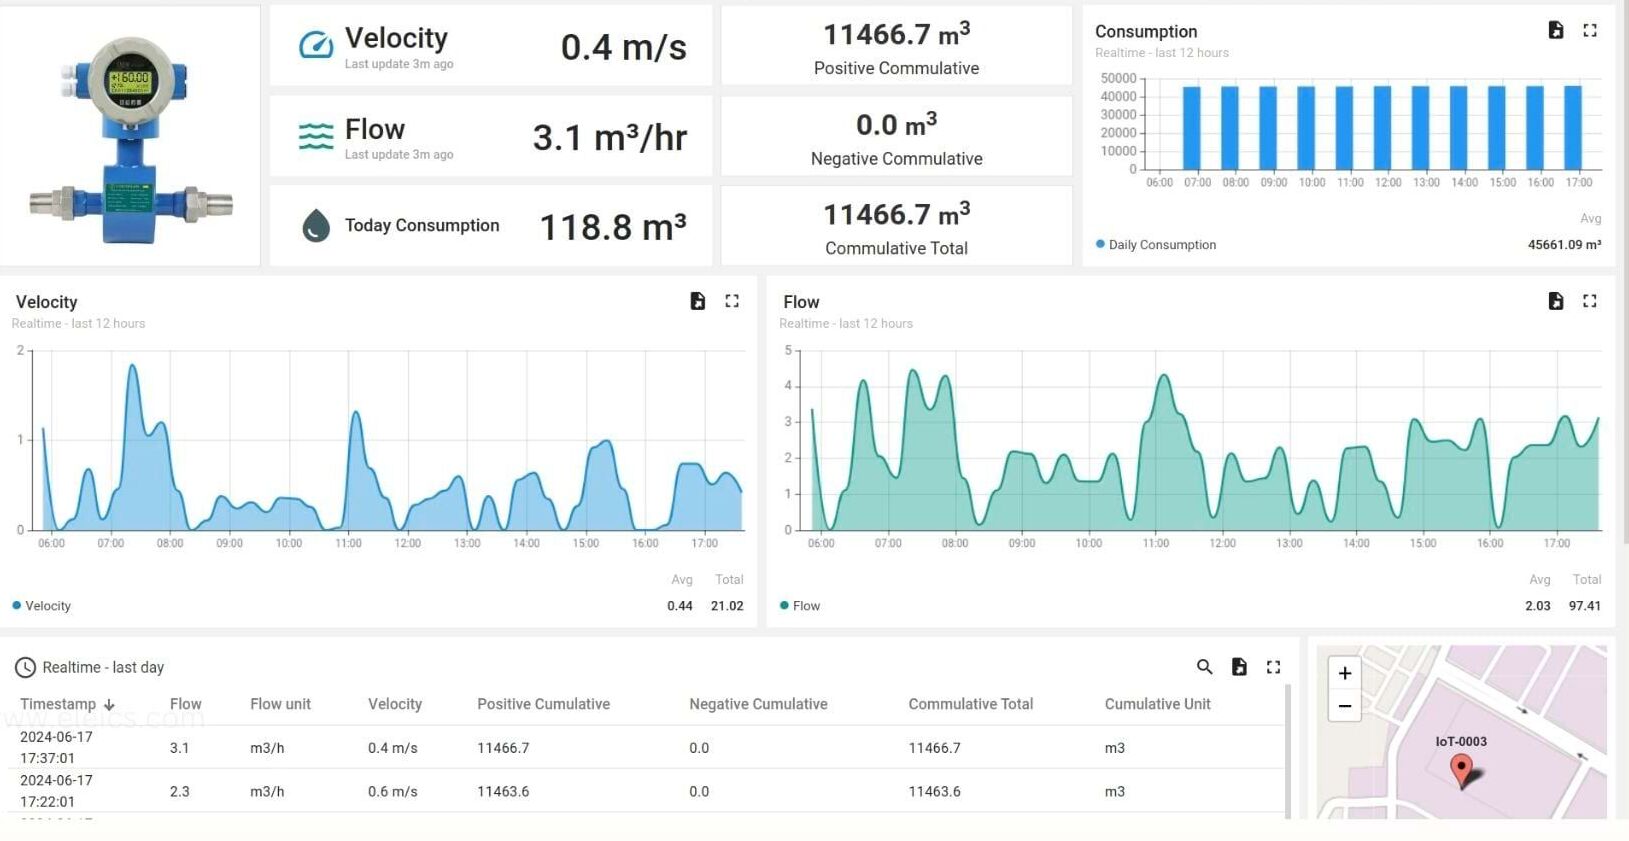 Velocity
Last update 3m ago
0.4 m/s
Flow
Last update 3m ago
3.1 m³/hr
Today Consumption
118.8 m³
11466.7 m³
Positive Commulative
0.0 m³
Negative Commulative
11466.7 m³
Commulative Total
Consumption
Realtime - last 12 hours
50000
40000
30000
20000
10000
0
06:00 07:00 08:00 09:00 10:00 11:00 12:00 13:00 14:00 15:00 16:00 17:00
Avg
Daily Consumption 45661.09 m³
+160.00
Velocity
Realtime - last 12 hours
2
1
0
06:00 07:00 08:00 09:00 10:00 11:00 12:00 13:00 14:00 15:00 16:00 17:00
Avg Total
Velocity 0.44 21.02
Flow
Realtime - last 12 hours
5
4
3
2
1
0
06:00 07:00 08:00 09:00 10:00 11:00 12:00 13:00 14:00 15:00 16:00 17:00
Avg Total
Flow 2.03 97.41
Realtime - last day
Timestamp Flow Flow unit Velocity Positive Cumulative Negative Cumulative Commulative Total Cumulative Unit
2024-06-17
17:37:01 3.1 m3/h 0.4 m/s 11466.7 0.0 11466.7 m3
2024-06-17
17:22:01 2.3 m3/h 0.6 m/s 11463.6 0.0 11463.6 m3
+
−
IoT-0003